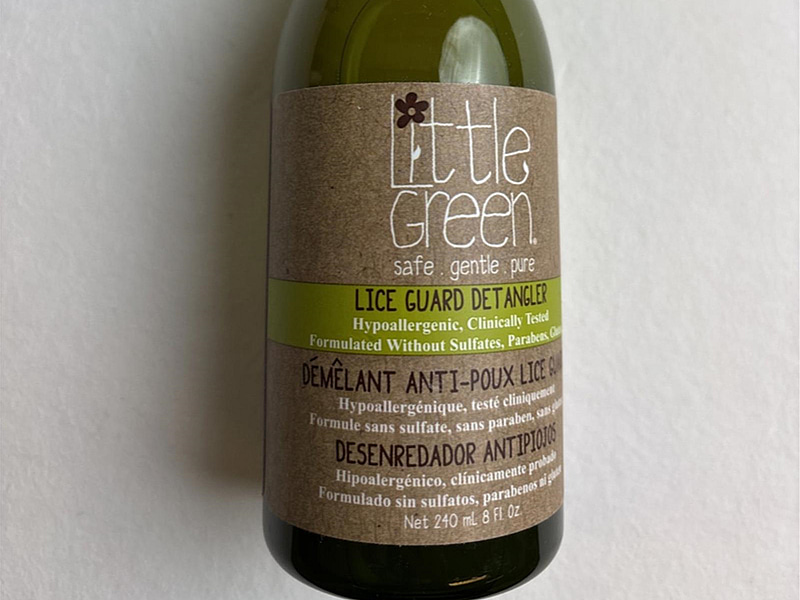 Little
Green®
safe . gentle . pure
LICE GUARD DETANGLER
Hypoallergenic, Clinically Tested
Formulated Without Sulfates, Parabens,
DÉMÊLANT ANTI-POUX LICE
Hypoallergénique, testé cliniquement
Formule sans sulfate, sans paraben, sans
DESENREDADOR ANTIPIOJOS
Hipoalergénico, clínicamente probado
Formulado sin sulfatos, parabenos ni
Net 240 mL 8 Fl. Oz.